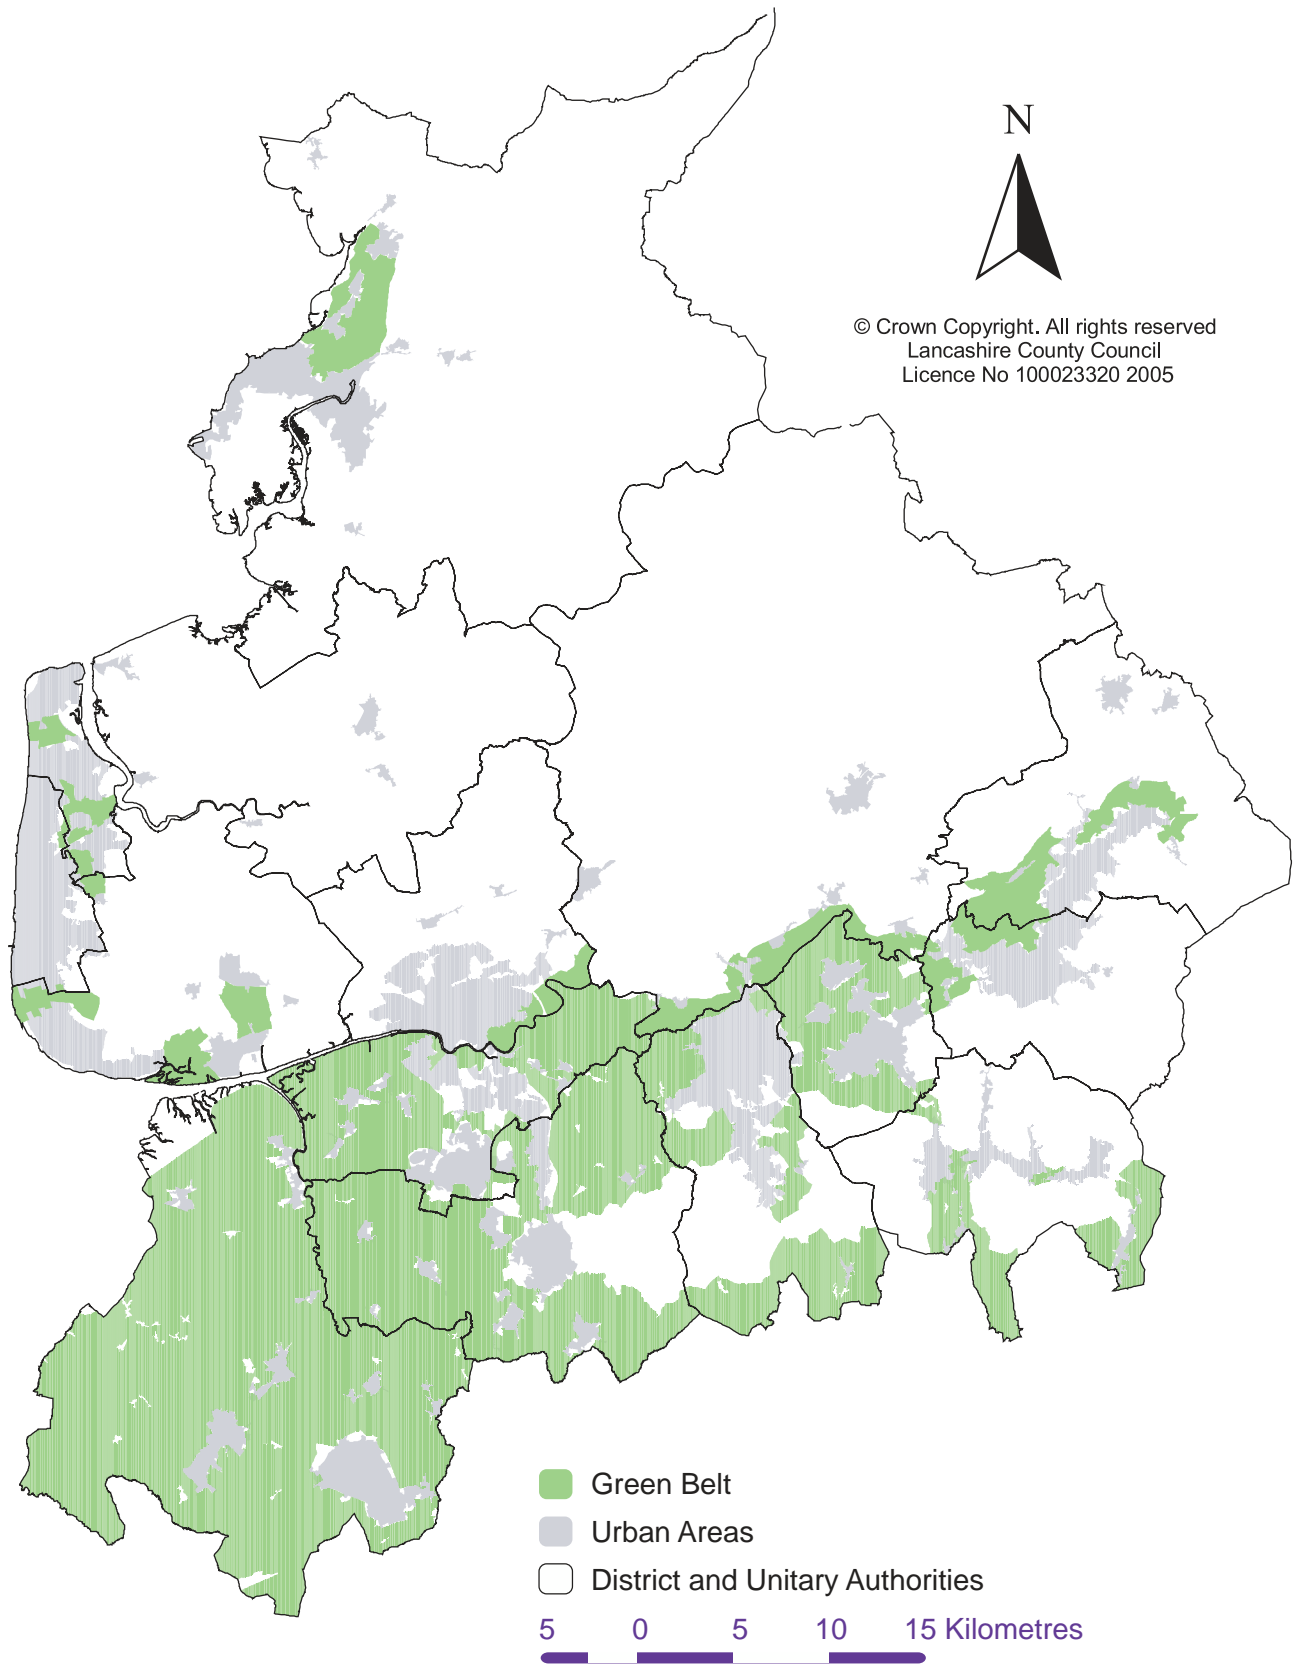 N
© Crown Copyright. All rights reserved
Lancashire County Council
Licence No 100023320 2005
Green Belt
Urban Areas
District and Unitary Authorities
5 0 5 10 15 Kilometres